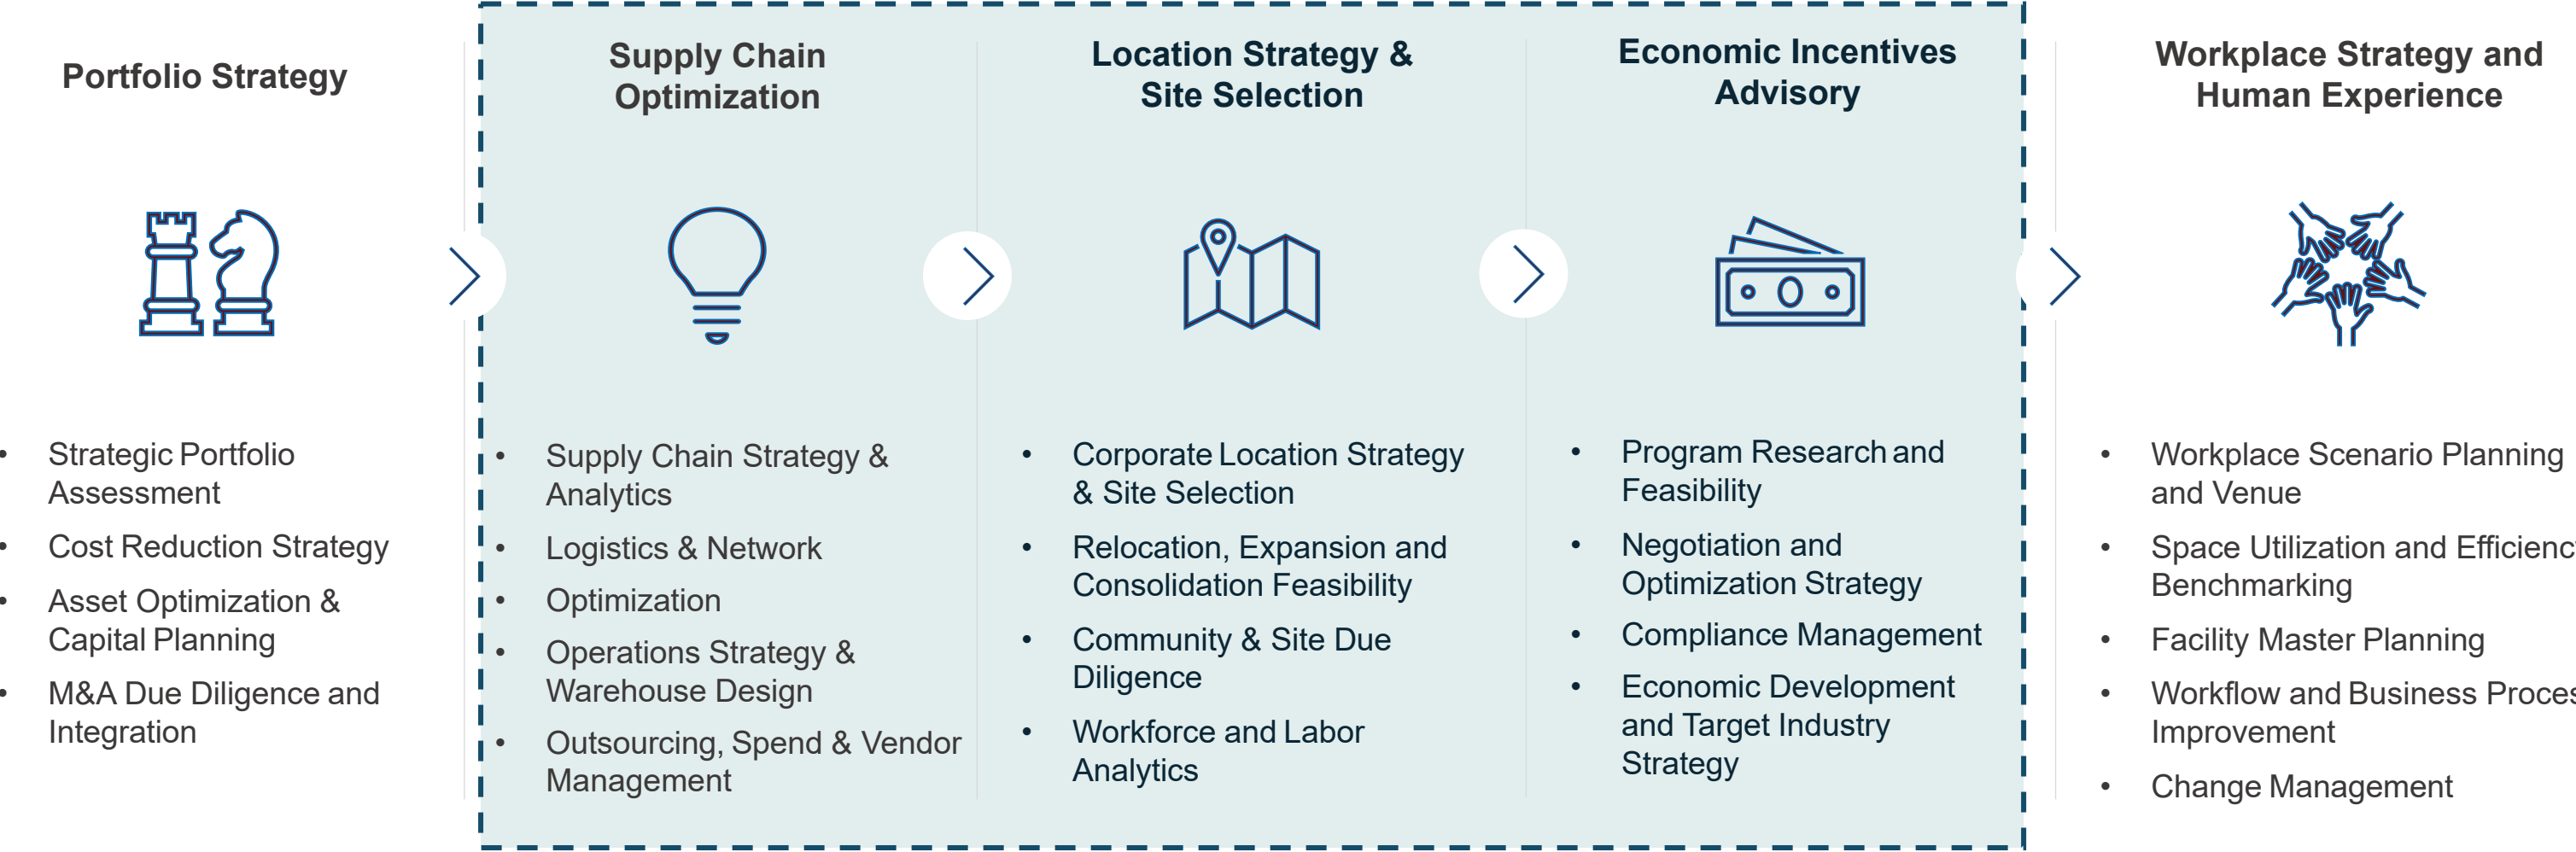 Portfolio Strategy
• Strategic Portfolio
Assessment
• Cost Reduction Strategy
• Asset Optimization &
Capital Planning
• M&A Due Diligence and
Integration
Supply Chain
Optimization
• Supply Chain Strategy &
Analytics
• Logistics & Network
• Optimization
• Operations Strategy &
Warehouse Design
• Outsourcing, Spend & Vendor
Management
Location Strategy &
Site Selection
• Corporate Location Strategy
& Site Selection
• Relocation, Expansion and
Consolidation Feasibility
• Community & Site Due
Diligence
• Workforce and Labor
Analytics
Economic Incentives
Advisory
• Program Research and
Feasibility
• Negotiation and
Optimization Strategy
• Compliance Management
• Economic Development
and Target Industry
Strategy
Workplace Strategy and
Human Experience
• Workplace Scenario Planning
and Venue
• Space Utilization and
Benchmarking
• Facility Master Planning
• Workflow and Business
Improvement
• Change Management